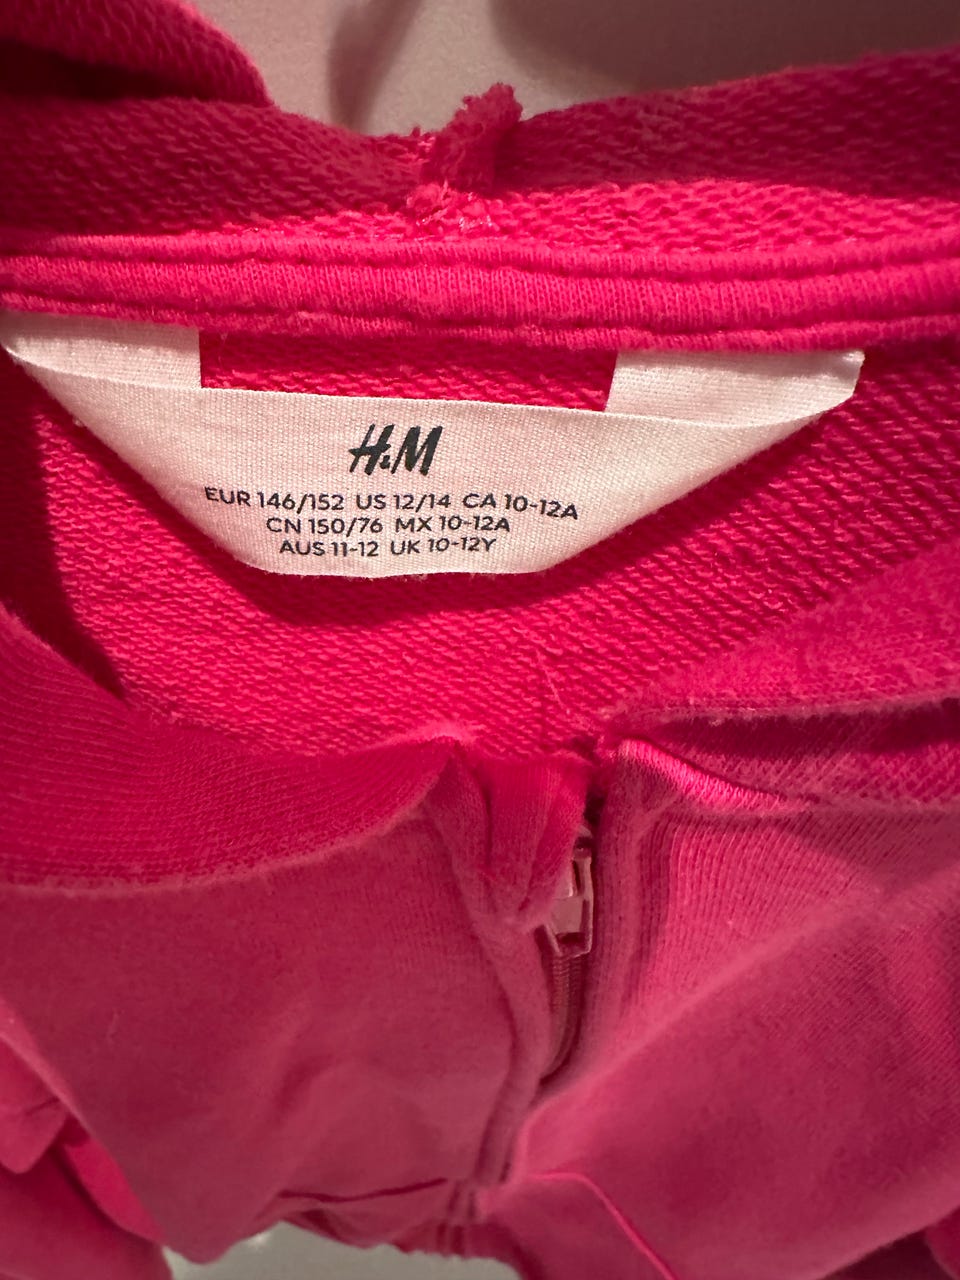 H&M
EUR 146/152 US 12/14 CA 10-12A
CN 150/76 MX 10-12A
AUS 11-12 UK 10-12Y